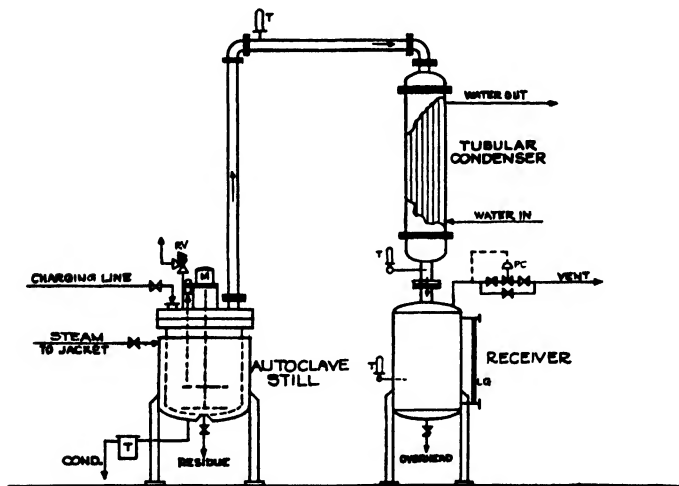 T
WATER OUT
TUBULAR
CONDENSER
WATER IN
T
RV
M
PC
CHARGING LINE
VENT
STEAM
TO JACKET
AUTOCLAVE
STILL
T
RECEIVER
LG
T
COND.
RESIDUE
OVERHEAD